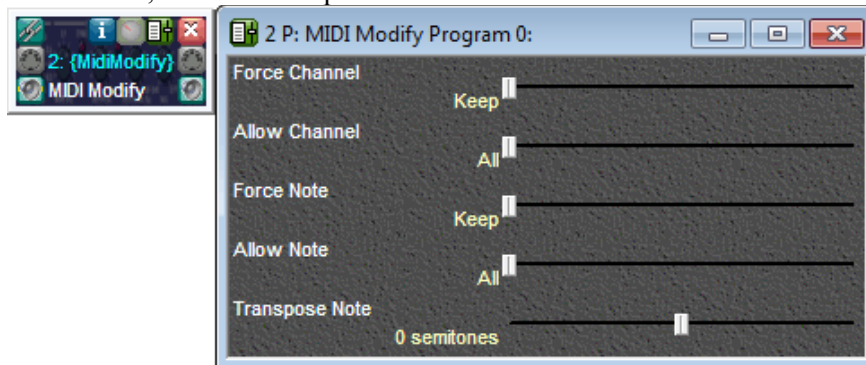 2: {MidiModify}
MIDI Modify
2 P: MIDI Modify Program 0:
Force Channel
Keep
Allow Channel
All
Force Note
Keep
Allow Note
All
Transpose Note
0 semitones